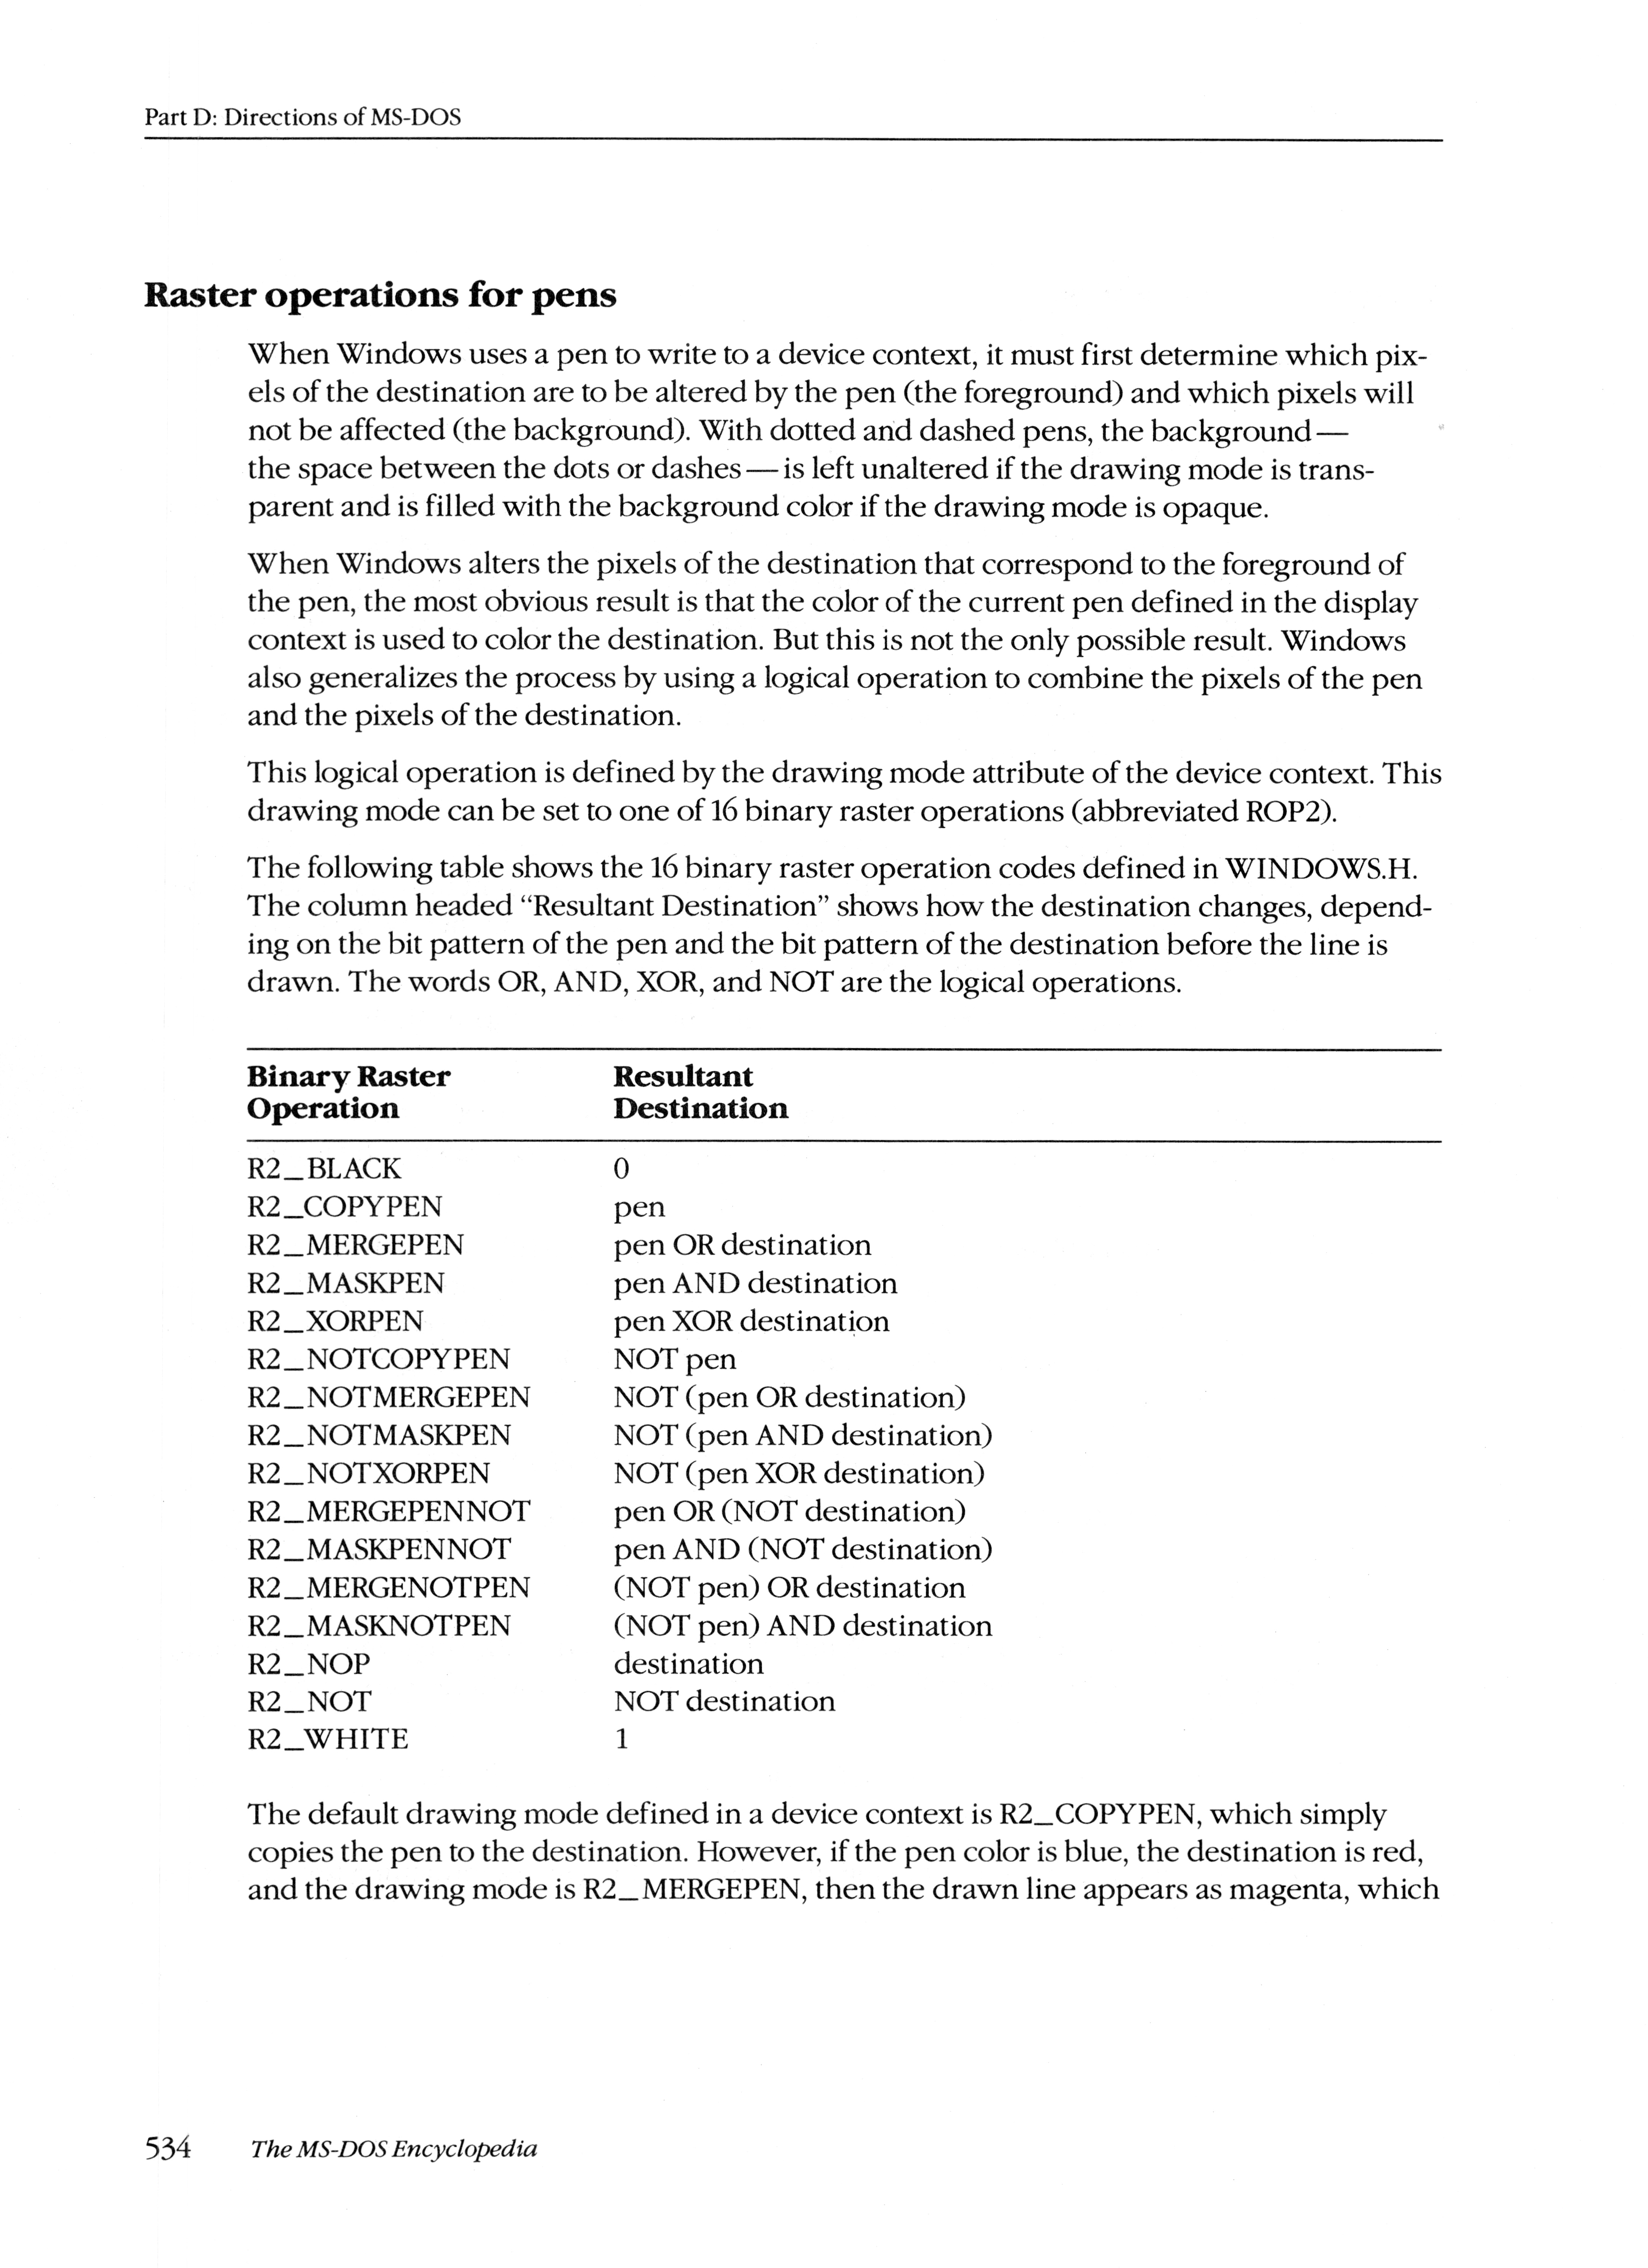 Part D: Directions of MS-DOS
Raster operations for pens
When Windows uses a pen to write to a device context, it must first determine which pix-
els of the destination are to be altered by the pen (the foreground) and which pixels will
not be affected (the background). With dotted and dashed pens, the background —
the space between the dots or dashes — is left unaltered if the drawing mode is trans-
parent and is filled with the background color if the drawing mode is opaque.
When Windows alters the pixels of the destination that correspond to the foreground of
the pen, the most obvious result is that the color of the current pen defined in the display
context is used to color the destination. But this is not the only possible result. Windows
also generalizes the process by using a logical operation to combine the pixels of the pen
and the pixels of the destination.
This logical operation is defined by the drawing mode attribute of the device context. This
drawing mode can be set to one of 16 binary raster operations (abbreviated ROP2).
The following table shows the 16 binary raster operation codes defined in WINDOWS.H.
The column headed “Resultant Destination” shows how the destination changes, depend-
ing on the bit pattern of the pen and the bit pattern of the destination before the line is
drawn. The words OR, AND, XOR, and NOT are the logical operations.
Binary Raster Resultant
Operation Destination
R2_BLACK 0
R2_COPYPEN pen
R2_MERGEPEN pen OR destination
R2_MASKPEN pen AND destination
R2_XORPEN pen XOR destination
R2_NOTCOPYPEN NOT pen
R2_NOTMERGEPEN NOT (pen OR destination)
R2_NOTMASKPEN NOT (pen AND destination)
R2_NOTXORPEN NOT (pen XOR destination)
R2_MERGEPENNOT pen OR (NOT destination)
R2_MASKPENNOT pen AND (NOT destination)
R2_MERGENOTPEN (NOT pen) OR destination
R2_MASKNOTPEN (NOT pen) AND destination
R2_NOP destination
R2_NOT NOT destination
R2_WHITE 1
The default drawing mode defined in a device context is R2_COPYPEN, which simply
copies the pen to the destination. However, if the pen color is blue, the destination is red,
and the drawing mode is R2_MERGEPEN, then the drawn line appears as magenta, which
534 The MS-DOS Encyclopedia